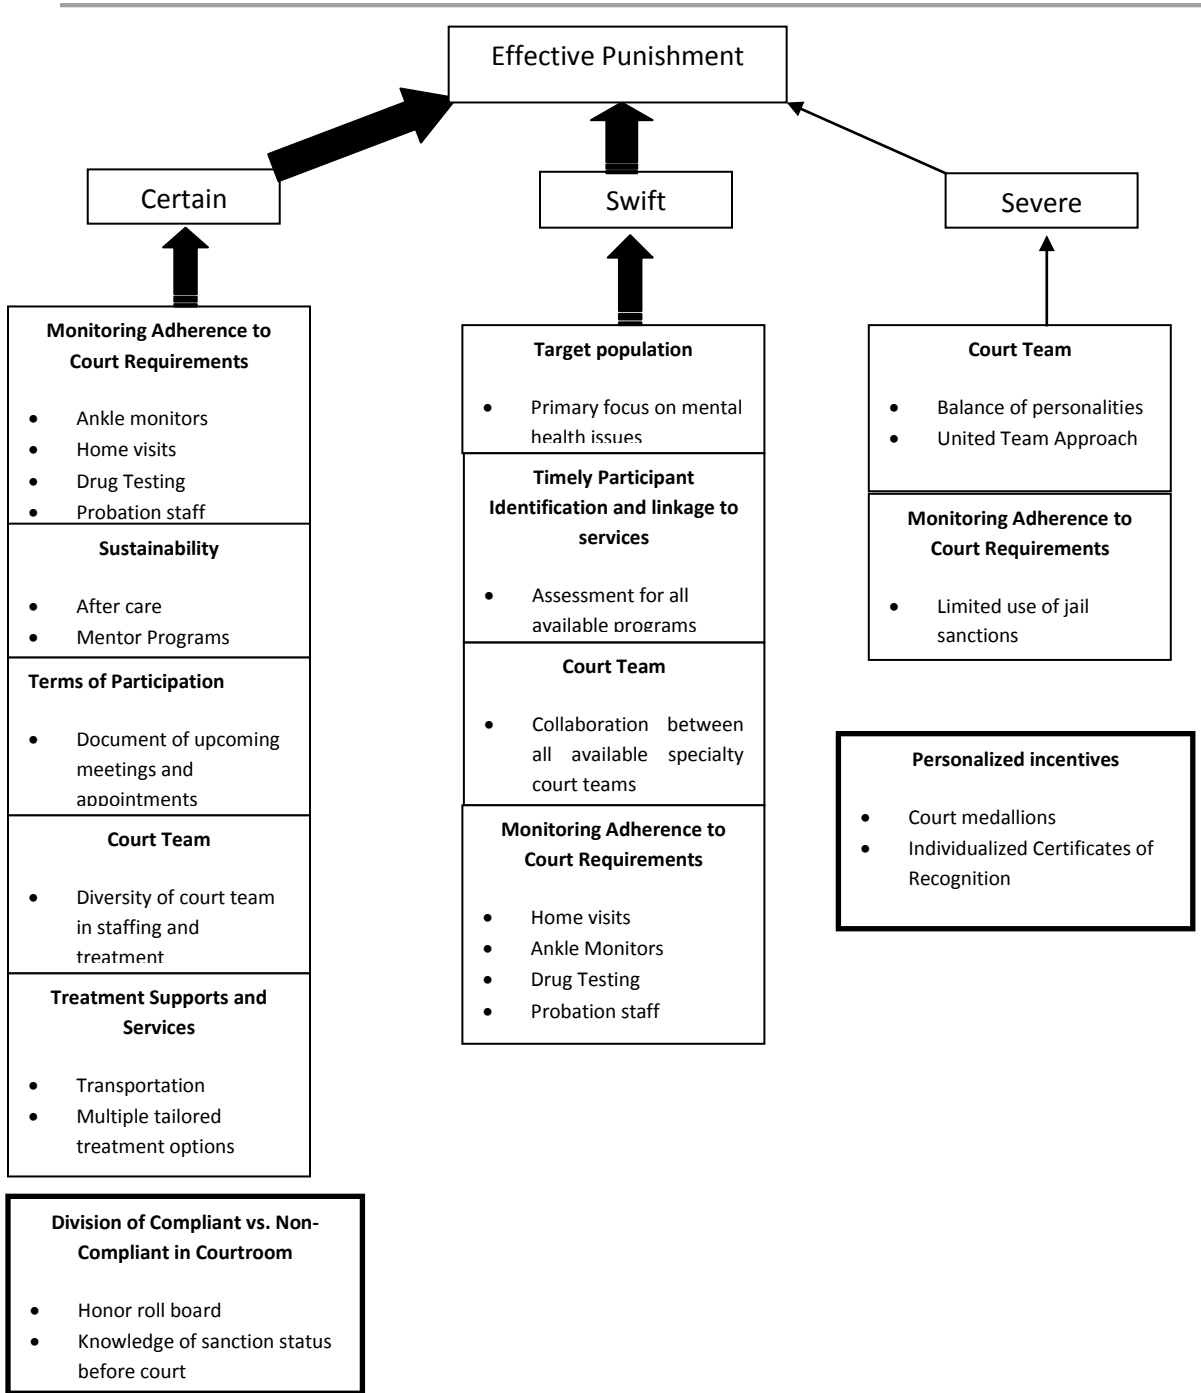 Effective Punishment
Certain
Swift
Severe
Monitoring Adherence to
Court Requirements
• Ankle monitors
• Home visits
• Drug Testing
• Probation staff
Sustainability
• After care
• Mentor Programs
Terms of Participation
• Document of upcoming
meetings and
appointments
Court Team
• Diversity of court team
in staffing and
treatment
Treatment Supports and
Services
• Transportation
• Multiple tailored
treatment options
Division of Compliant vs. Non-
Compliant in Courtroom
• Honor roll board
• Knowledge of sanction status
before court
Target population
• Primary focus on mental
health issues
Timely Participant
Identification and linkage to
services
• Assessment for all
available programs
Court Team
• Collaboration between
all available specialty
court teams
Monitoring Adherence to
Court Requirements
• Home visits
• Ankle Monitors
• Drug Testing
• Probation staff
Court Team
• Balance of personalities
• United Team Approach
Monitoring Adherence to
Court Requirements
• Limited use of jail
sanctions
Personalized incentives
• Court medallions
• Individualized Certificates of
Recognition